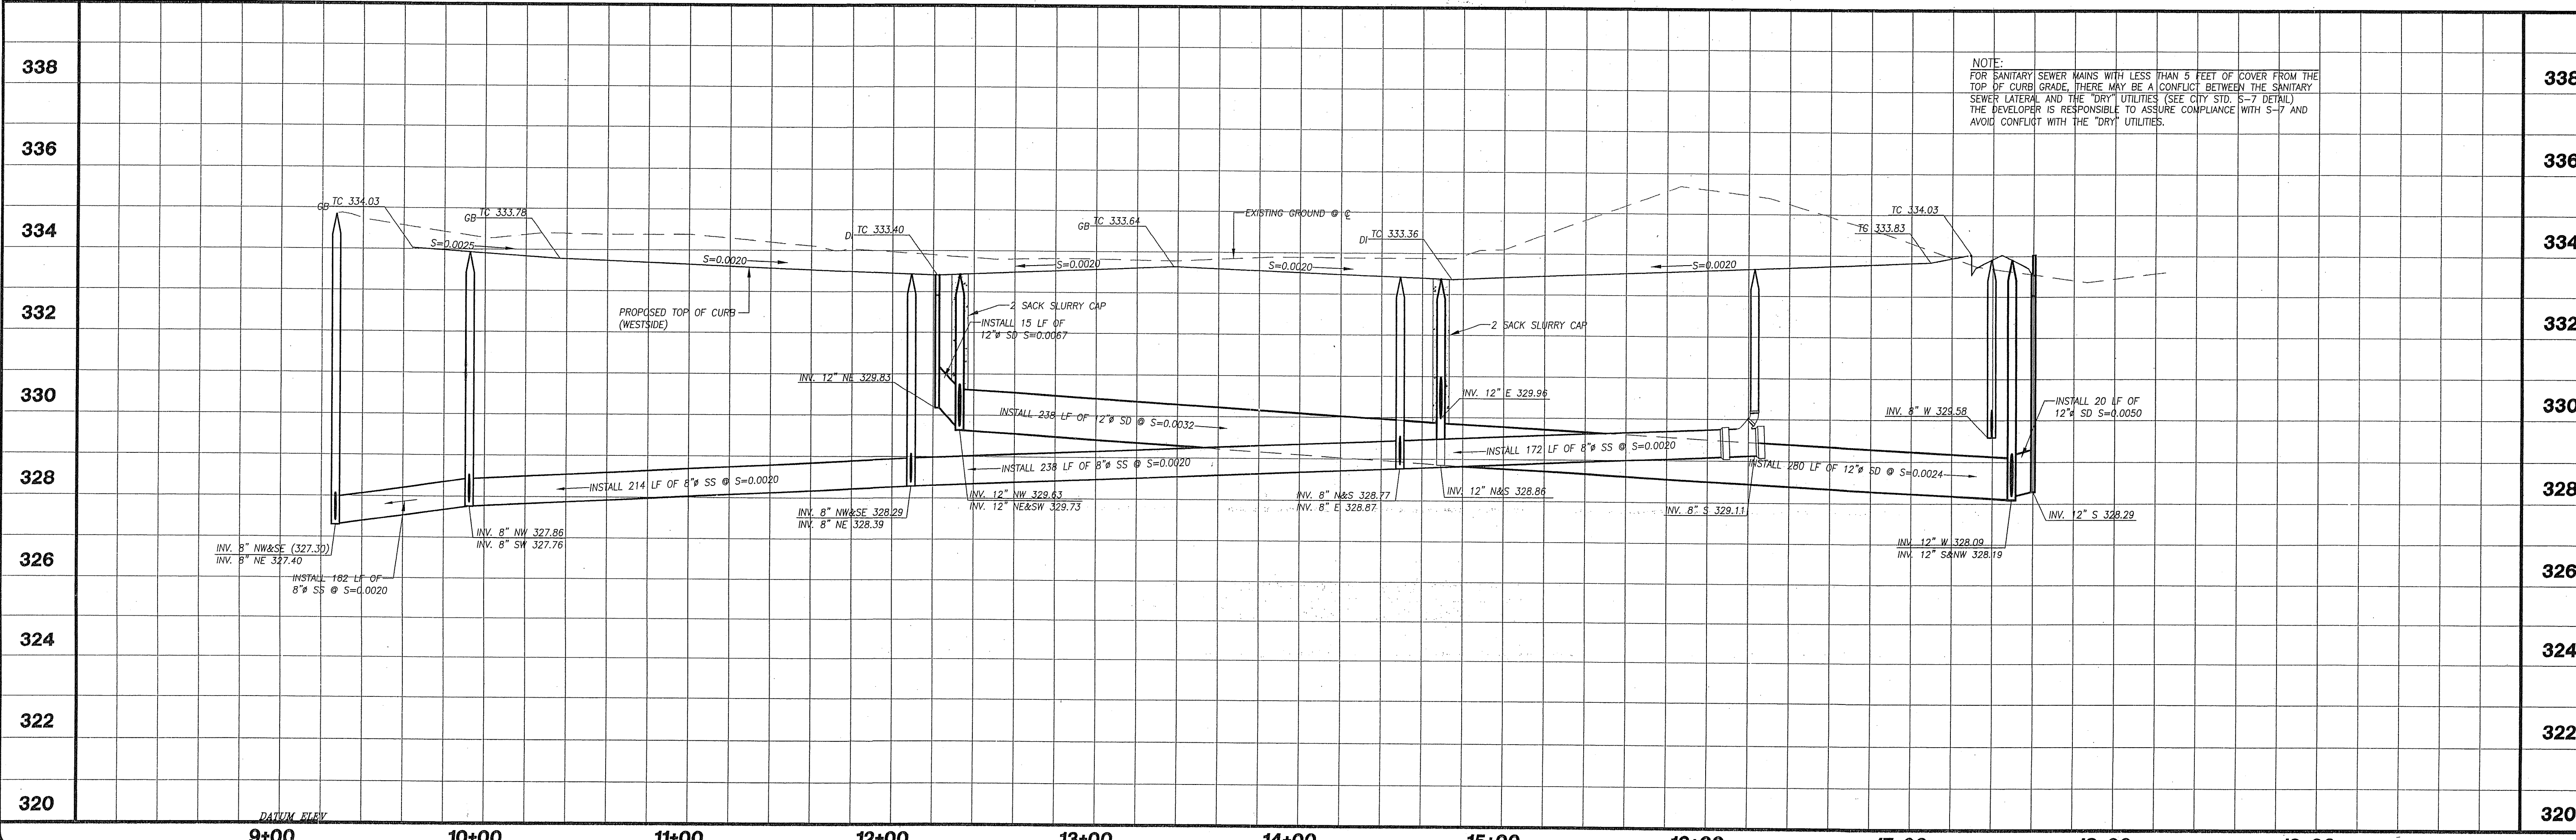 NOTE:
FOR SANITARY SEWER MAINS WITH LESS THAN 5 FEET OF COVER FROM THE
TOP OF CURB GRADE, THERE MAY BE A CONFLICT BETWEEN THE SANITARY
SEWER LATERAL AND THE "DRY" UTILITIES (SEE CITY STD. S-7 DETAIL)
THE DEVELOPER IS RESPONSIBLE TO ASSURE COMPLIANCE WITH S-7 AND
AVOID CONFLICT WITH THE "DRY" UTILITIES.
338
338
336
336
334
334
332
332
330
330
328
328
326
326
324
324
322
322
320
320
GB TC 334.03
GB TC 333.78
S=0.0025
S=0.0020
DI TC 333.40
GB TC 333.64
S=0.0020
EXISTING GROUND @ ℄
S=0.0020
DI TC 333.36
S=0.0020
TC 334.03
TC 333.83
PROPOSED TOP OF CURB
(WESTSIDE)
2 SACK SLURRY CAP
INSTALL 15 LF OF
12"ø SD S=0.0067
2 SACK SLURRY CAP
INV. 12" NE 329.83
INV. 12" E 329.96
INV. 8" W 329.58
INSTALL 20 LF OF
12"ø SD S=0.0050
INSTALL 238 LF OF 12"ø SD @ S=0.0032
INSTALL 172 LF OF 8"ø SS @ S=0.0020
INSTALL 238 LF OF 8"ø SS @ S=0.0020
INSTALL 280 LF OF 12"ø SD @ S=0.0024
INSTALL 214 LF OF 8"ø SS @ S=0.0020
INV. 12" NW 329.63
INV. 12" NE&SW 329.73
INV. 8" N&S 328.77
INV. 8" E 328.87
INV. 12" N&S 328.86
INV. 8" NW&SE 328.29
INV. 8" NE 328.39
INV. 8" S 329.11
INV. 12" S 328.29
INV. 8" NW 327.86
INV. 8" SW 327.76
INV. 12" W 328.09
INV. 12" S&NW 328.19
INV. 8" NW&SE (327.30)
INV. 8" NE 327.40
INSTALL 182 LF OF
8"ø SS @ S=0.0020
DATUM ELEV
9+00
10+00
11+00
12+00
13+00
14+00
15+00